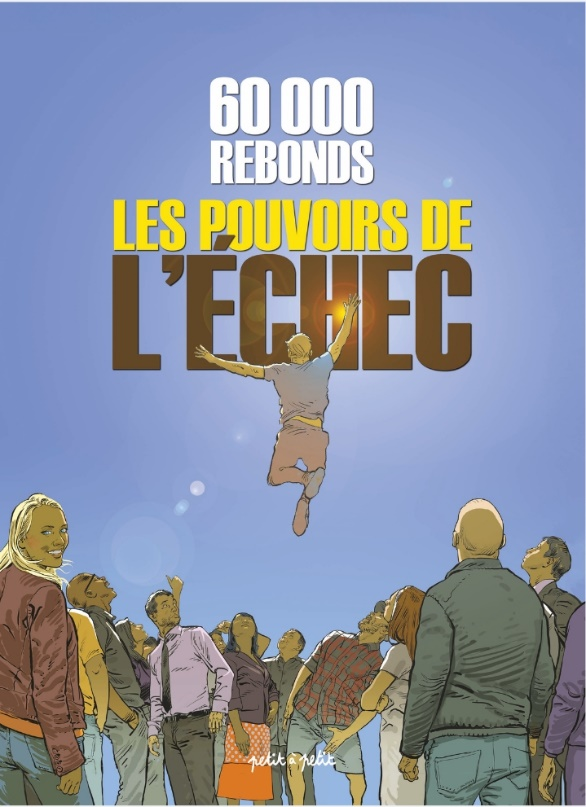 60 000
REBONDS
LES POUVOIRS DE
L'ÉCHEC
petit à petit